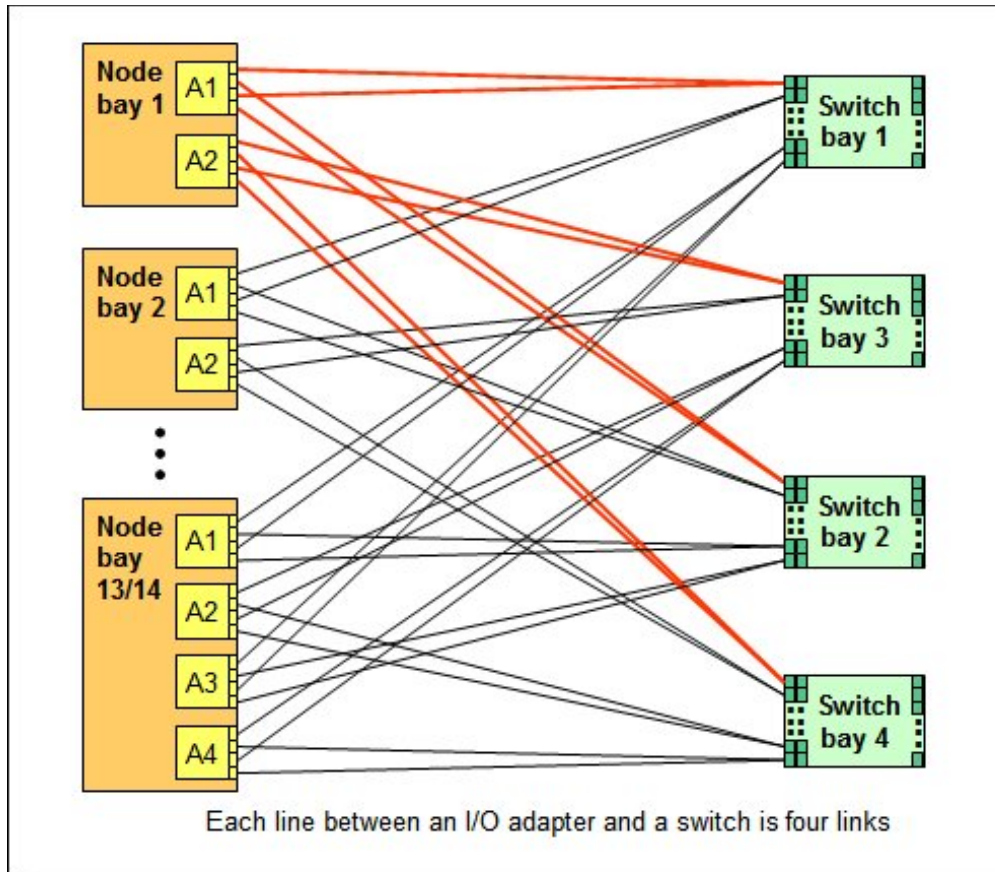 Node
bay 1
A1
A2
Switch
bay 1
Node
bay 2
A1
A2
Switch
bay 3
Node
bay
13/14
A1
A2
A3
A4
Switch
bay 2
Switch
bay 4
Each line between an I/O adapter and a switch is four links